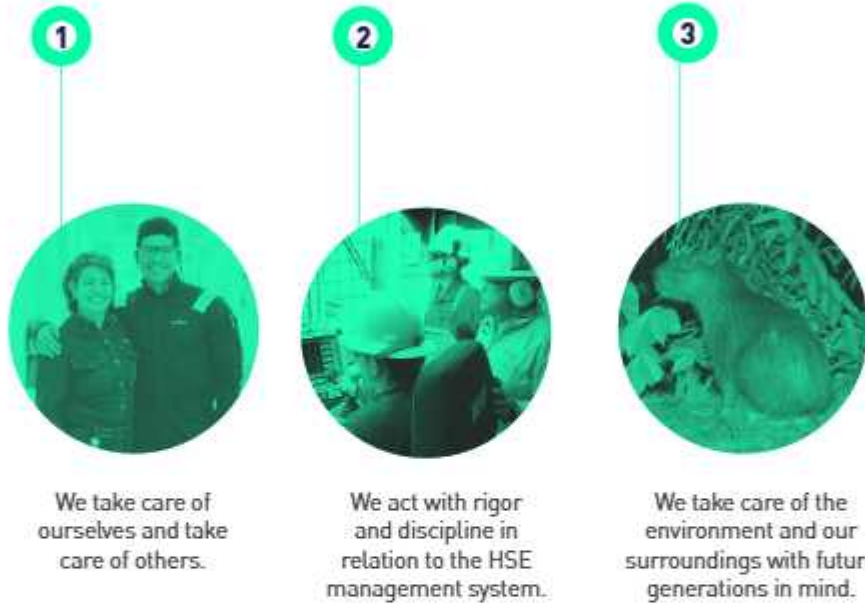 1
2
3
We take care of
ourselves and take
care of others.
We act with rigor
and discipline in
relation to the HSE
management system.
We take care of the
environment and our
surroundings with futur
generations in mind.